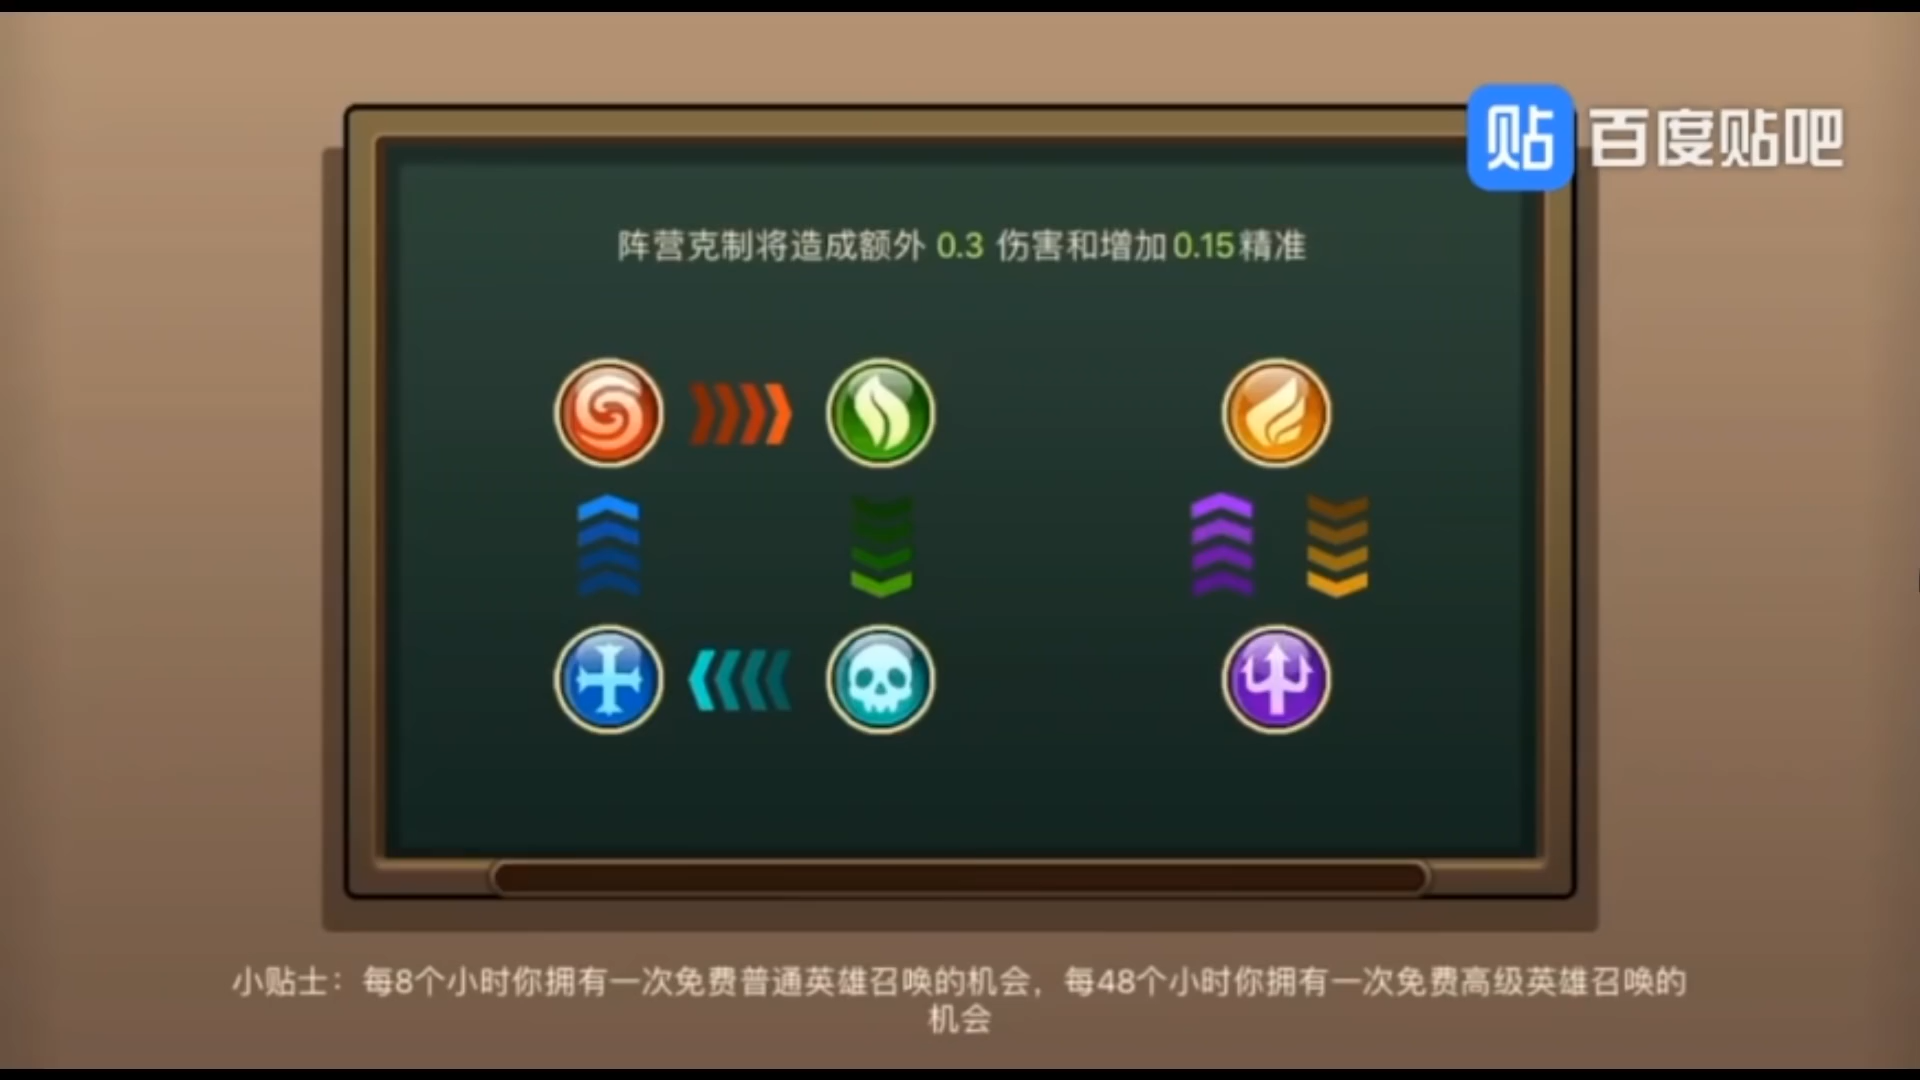 贴 百度贴吧
阵营克制将造成额外 0.3 伤害和增加0.15精准
小贴士：每8个小时你拥有一次免费普通英雄召唤的机会，每48个小时你拥有一次免费高级英雄召唤的
机会